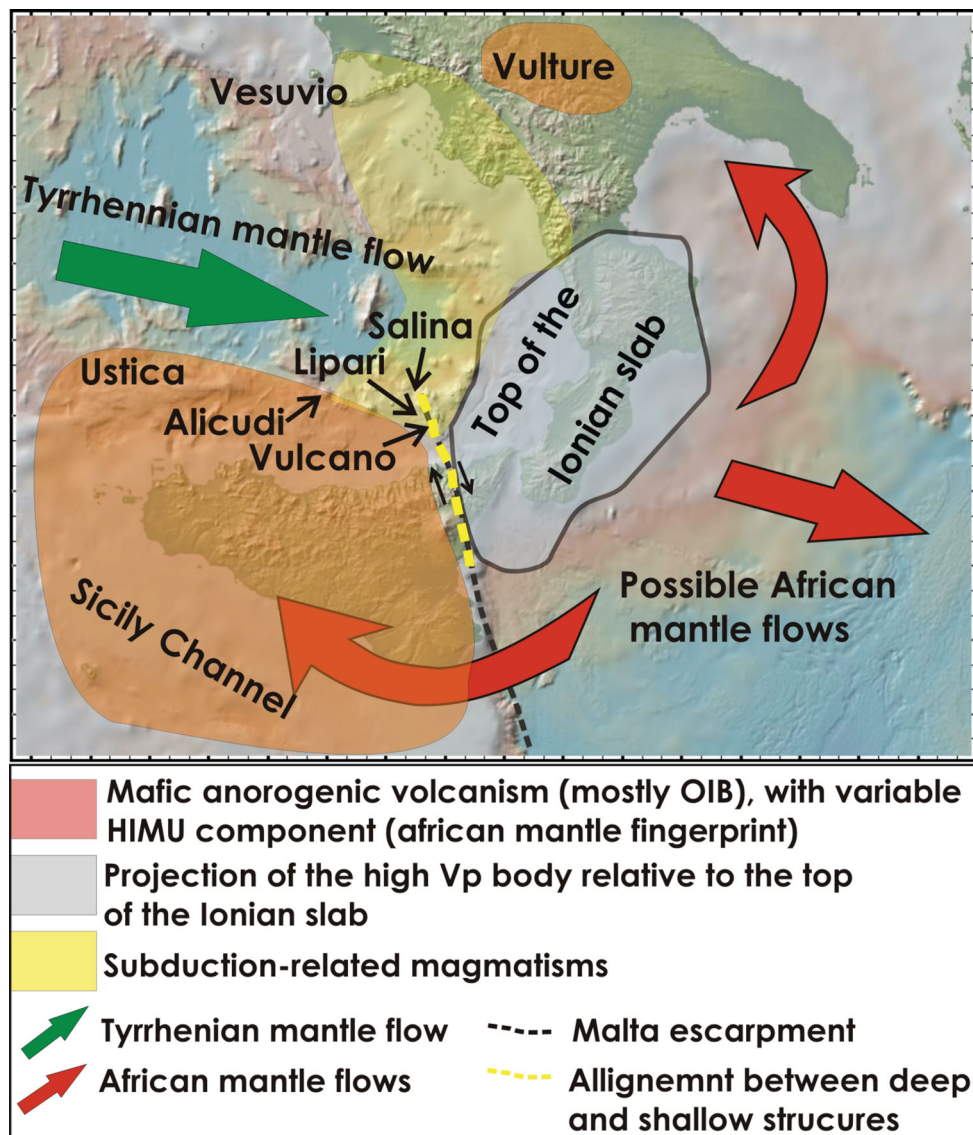 Vulture
Vesuvio
Tyrrhennian mantle flow
Salina
Lipari
Ustica
Alicudi
Vulcano
Top of the
Ionian slab
Possible African
mantle flows
Sicily Channel
Mafic anorogenic volcanism (mostly OIB), with variable
HIMU component (african mantle fingerprint)
Projection of the high Vp body relative to the top
of the Ionian slab
Subduction-related magmatisms
Tyrrhenian mantle flow
Malta escarpment
African mantle flows
Allignemnt between deep
and shallow strucures